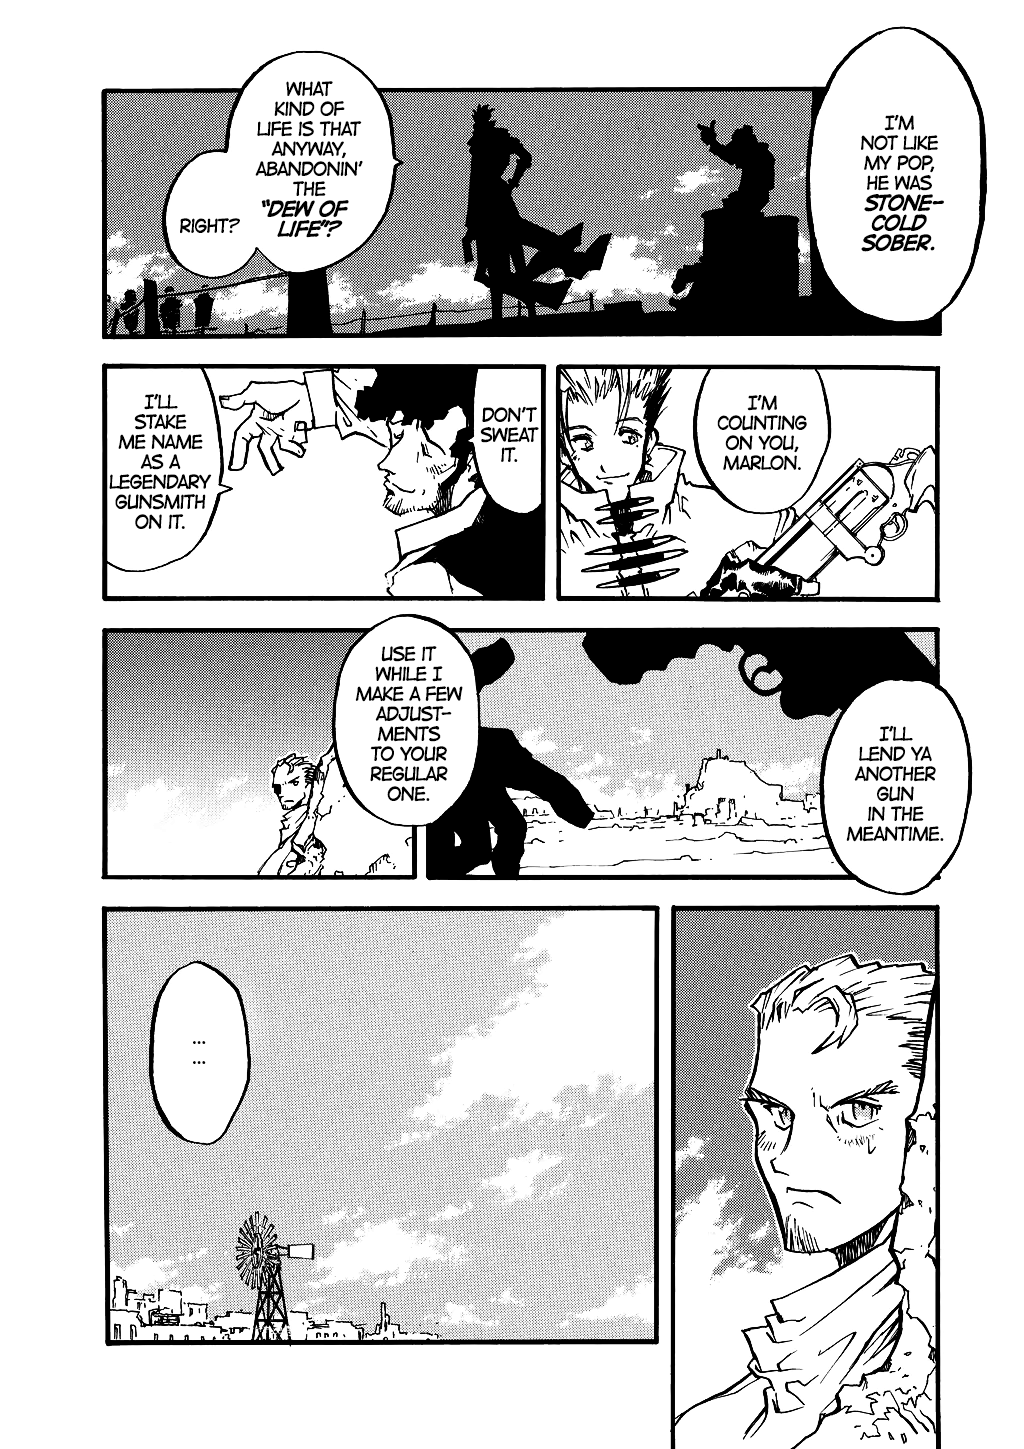 I'M
NOT LIKE
MY POP,
HE WAS
STONE-
COLD
SOBER.
WHAT
KIND OF
LIFE IS THAT
ANYWAY,
ABANDONIN'
THE
"DEW OF
LIFE"?
RIGHT?
I'M
COUNTING
ON YOU,
MARLON.
DON'T
SWEAT
IT.
I'LL
STAKE
ME NAME
AS A
LEGENDARY
GUNSMITH
ON IT.
I'LL
LEND YA
ANOTHER
GUN
IN THE
MEANTIME.
USE IT
WHILE I
MAKE A FEW
ADJUST-
MENTS
TO YOUR
REGULAR
ONE.
...
...